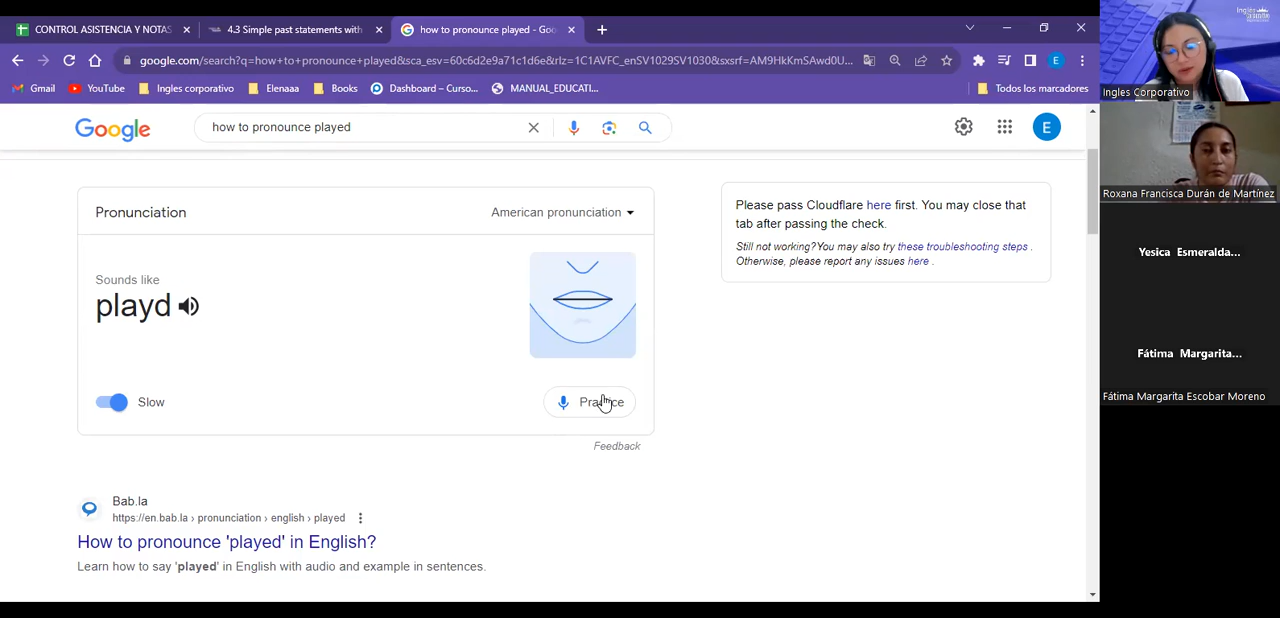 CONTROL ASISTENCIA Y NOTAS
4.3 Simple past statements with
how to pronounce played - Goo
google.com/search?q=how+to+pronounce+played&sca_esv=60c6d2e9a71c1d6e&rlz=1C1AVFC_enSV1029SV1030&sxsrf=AM9HkKmSAwd0U...
E
Gmail
YouTube
Ingles corporativo
Elenaaa
Books
Dashboard – Curso...
MANUAL_EDUCATI...
Todos los marcadores
Google
how to pronounce played
E
Pronunciation
American pronunciation
Sounds like
playd
Slow
Practice
Feedback
Please pass Cloudflare here first. You may close that
tab after passing the check.
Still not working?You may also try these troubleshooting steps .
Otherwise, please report any issues here .
Bab.la
https://en.bab.la › pronunciation › english › played
How to pronounce 'played' in English?
Learn how to say 'played' in English with audio and example in sentences.
Ingles
Ingles Corporativo
Roxana Francisca Durán de Martínez
Yesica Esmeralda...
Fátima Margarita...
Fátima Margarita Escobar Moreno